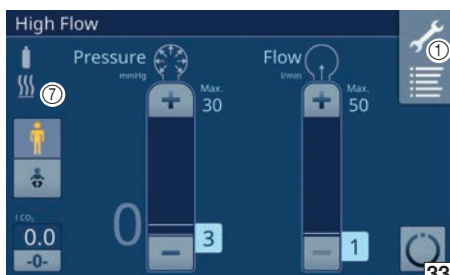 High Flow
①
Pressure
mmHg
Flow
l/min
⑦
Max.
30
Max.
50
I CO₂
0.0
-0-
0
3
1
33